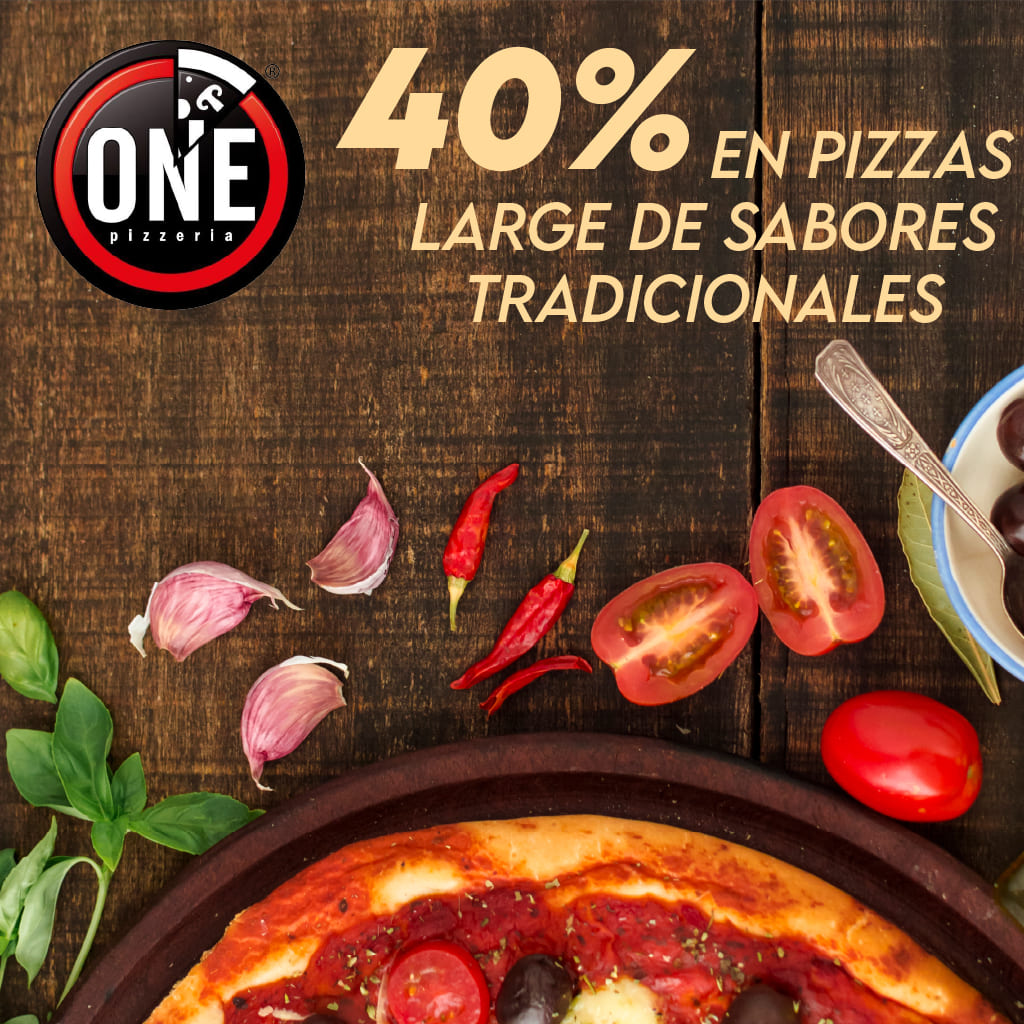 ONE
pizzeria
®
40% EN PIZZAS
LARGE DE SABORES
TRADICIONALES